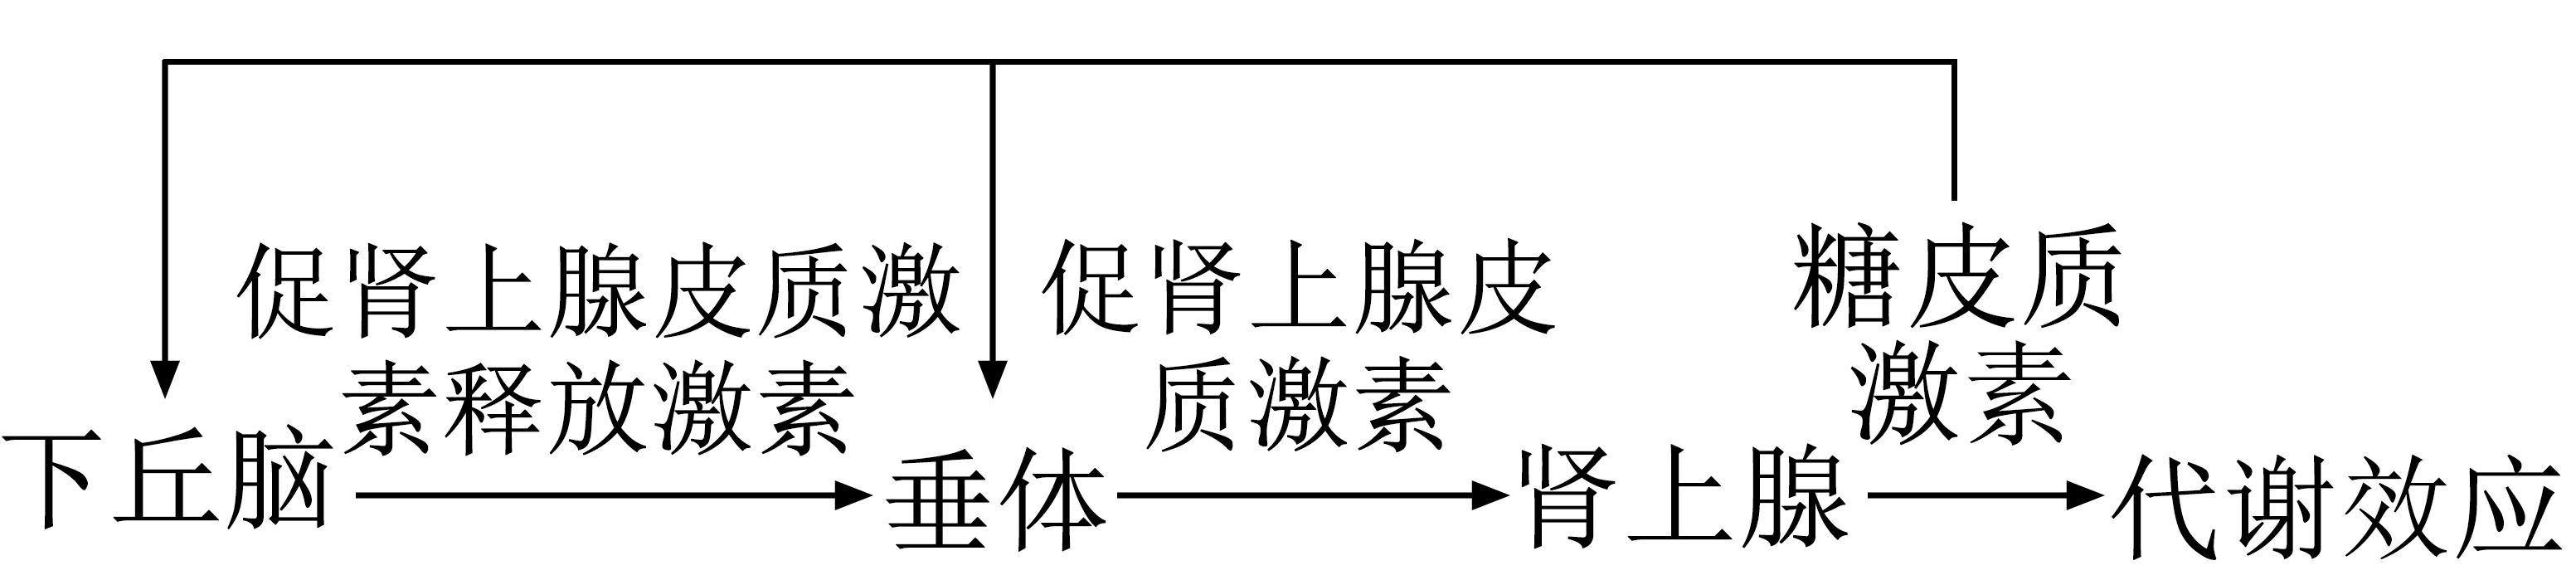 促肾上腺皮质激
素释放激素
促肾上腺皮
质激素
糖皮质
激素
下丘脑
垂体
肾上腺
代谢效应